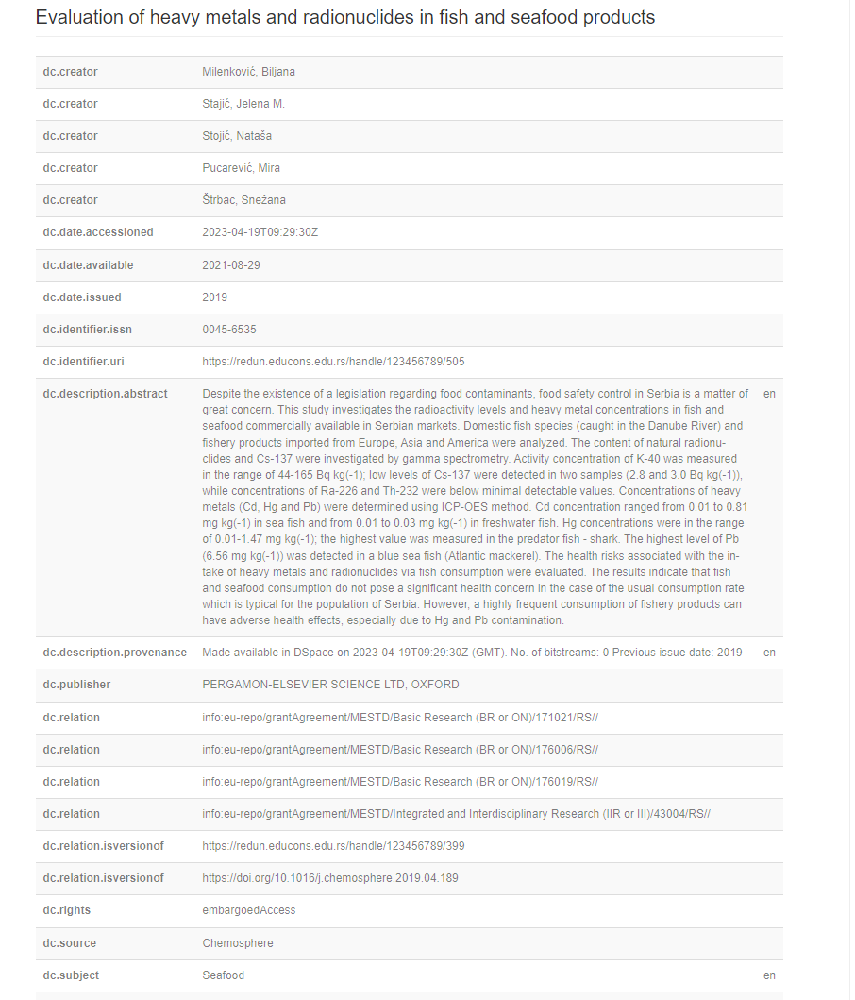 Evaluation of heavy metals and radionuclides in fish and seafood products
dc.creator Milenković, Biljana
dc.creator Stajić, Jelena M.
dc.creator Stojić, Nataša
dc.creator Pucarević, Mira
dc.creator Štrbac, Snežana
dc.date.accessioned 2023-04-19T09:29:30Z
dc.date.available 2021-08-29
dc.date.issued 2019
dc.identifier.issn 0045-6535
dc.identifier.uri https://redun.educons.edu.rs/handle/123456789/505
dc.description.abstract Despite the existence of a legislation regarding food contaminants, food safety control in Serbia is a matter of en
great concern. This study investigates the radioactivity levels and heavy metal concentrations in fish and
seafood commercially available in Serbian markets. Domestic fish species (caught in the Danube River) and
fishery products imported from Europe, Asia and America were analyzed. The content of natural radionu-
clides and Cs-137 were investigated by gamma spectrometry. Activity concentration of K-40 was measured
in the range of 44-165 Bq kg(-1); low levels of Cs-137 were detected in two samples (2.8 and 3.0 Bq kg(-1)),
while concentrations of Ra-226 and Th-232 were below minimal detectable values. Concentrations of heavy
metals (Cd, Hg and Pb) were determined using ICP-OES method. Cd concentration ranged from 0.01 to 0.81
mg kg(-1) in sea fish and from 0.01 to 0.03 mg kg(-1) in freshwater fish. Hg concentrations were in the range
of 0.01-1.47 mg kg(-1); the highest value was measured in the predator fish - shark. The highest level of Pb
(6.56 mg kg(-1)) was detected in a blue sea fish (Atlantic mackerel). The health risks associated with the in-
take of heavy metals and radionuclides via fish consumption were evaluated. The results indicate that fish
and seafood consumption do not pose a significant health concern in the case of the usual consumption rate
which is typical for the population of Serbia. However, a highly frequent consumption of fishery products can
have adverse health effects, especially due to Hg and Pb contamination.
dc.description.provenance Made available in DSpace on 2023-04-19T09:29:30Z (GMT). No. of bitstreams: 0 Previous issue date: 2019 en
dc.publisher PERGAMON-ELSEVIER SCIENCE LTD, OXFORD
dc.relation info:eu-repo/grantAgreement/MESTD/Basic Research (BR or ON)/171021/RS//
dc.relation info:eu-repo/grantAgreement/MESTD/Basic Research (BR or ON)/176006/RS//
dc.relation info:eu-repo/grantAgreement/MESTD/Basic Research (BR or ON)/176019/RS//
dc.relation info:eu-repo/grantAgreement/MESTD/Integrated and Interdisciplinary Research (IIR or III)/43004/RS//
dc.relation.isversionof https://redun.educons.edu.rs/handle/123456789/399
dc.relation.isversionof https://doi.org/10.1016/j.chemosphere.2019.04.189
dc.rights embargoedAccess
dc.source Chemosphere
dc.subject Seafood en